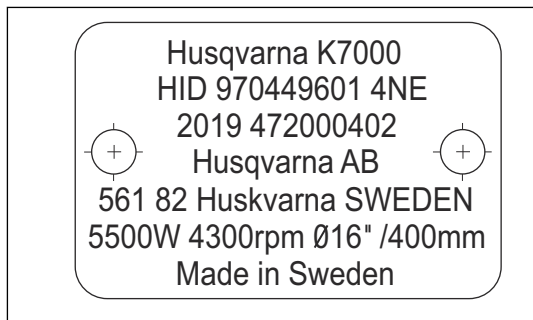 Husqvarna K7000
HID 970449601 4NE
2019 472000402
Husqvarna AB
561 82 Huskvarna SWEDEN
5500W 4300rpm Ø16" /400mm
Made in Sweden